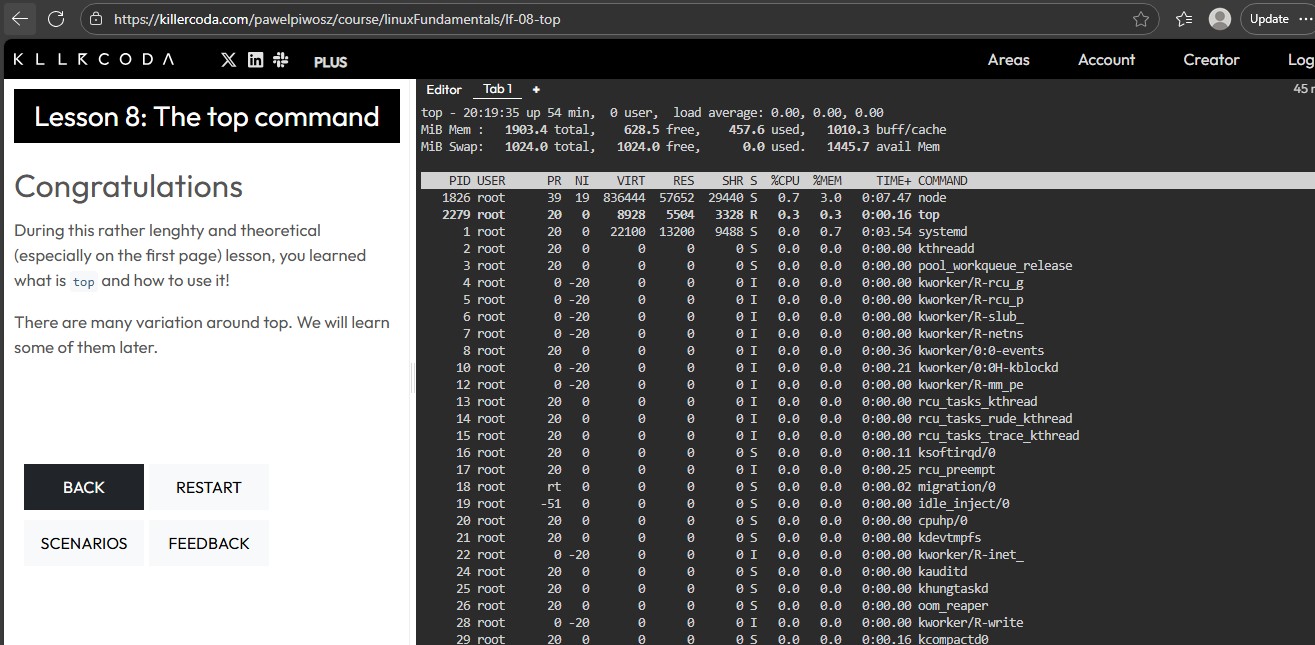 https://killercoda.com/pawelpiwosz/course/linuxFundamentals/lf-08-top
Update
KLLRCODA
PLUS
Areas
Account
Creator
Log
Lesson 8: The top command
Congratulations
During this rather lenghty and theoretical
(especially on the first page) lesson, you learned
what is top and how to use it!
There are many variation around top. We will learn
some of them later.
BACK
RESTART
SCENARIOS
FEEDBACK
Editor Tab 1 +
45 m
top - 20:19:35 up 54 min,  0 user,  load average: 0.00, 0.00, 0.00
MiB Mem :   1903.4 total,    628.5 free,    457.6 used,   1010.3 buff/cache
MiB Swap:   1024.0 total,   1024.0 free,      0.0 used.   1445.7 avail Mem
PID USER      PR  NI    VIRT    RES    SHR S  %CPU  %MEM     TIME+ COMMAND
1826 root      39  19  836444  57652  29440 S   0.7   3.0   0:07.47 node
2279 root      20   0    8928   5504   3328 R   0.3   0.3   0:00.16 top
1 root      20   0   22100  13200   9488 S   0.0   0.7   0:03.54 systemd
2 root      20   0       0      0      0 S   0.0   0.0   0:00.00 kthreadd
3 root      20   0       0      0      0 S   0.0   0.0   0:00.00 pool_workqueue_release
4 root       0 -20       0      0      0 I   0.0   0.0   0:00.00 kworker/R-rcu_g
5 root       0 -20       0      0      0 I   0.0   0.0   0:00.00 kworker/R-rcu_p
6 root       0 -20       0      0      0 I   0.0   0.0   0:00.00 kworker/R-slub_
7 root       0 -20       0      0      0 I   0.0   0.0   0:00.00 kworker/R-netns
8 root      20   0       0      0      0 I   0.0   0.0   0:00.36 kworker/0:0-events
10 root       0 -20       0      0      0 I   0.0   0.0   0:00.21 kworker/0:0H-kblockd
12 root       0 -20       0      0      0 I   0.0   0.0   0:00.00 kworker/R-mm_pe
13 root      20   0       0      0      0 I   0.0   0.0   0:00.00 rcu_tasks_kthread
14 root      20   0       0      0      0 I   0.0   0.0   0:00.00 rcu_tasks_rude_kthread
15 root      20   0       0      0      0 I   0.0   0.0   0:00.00 rcu_tasks_trace_kthread
16 root      20   0       0      0      0 S   0.0   0.0   0:00.11 ksoftirqd/0
17 root      20   0       0      0      0 I   0.0   0.0   0:00.25 rcu_preempt
18 root      rt   0       0      0      0 S   0.0   0.0   0:00.02 migration/0
19 root     -51   0       0      0      0 S   0.0   0.0   0:00.00 idle_inject/0
20 root      20   0       0      0      0 S   0.0   0.0   0:00.00 cpuhp/0
21 root      20   0       0      0      0 S   0.0   0.0   0:00.00 kdevtmpfs
22 root       0 -20       0      0      0 I   0.0   0.0   0:00.00 kworker/R-inet_
24 root      20   0       0      0      0 S   0.0   0.0   0:00.00 kauditd
25 root      20   0       0      0      0 S   0.0   0.0   0:00.00 khungtaskd
26 root      20   0       0      0      0 S   0.0   0.0   0:00.00 oom_reaper
28 root       0 -20       0      0      0 I   0.0   0.0   0:00.00 kworker/R-write
29 root      20   0       0      0      0 S   0.0   0.0   0:00.16 kcompactd0